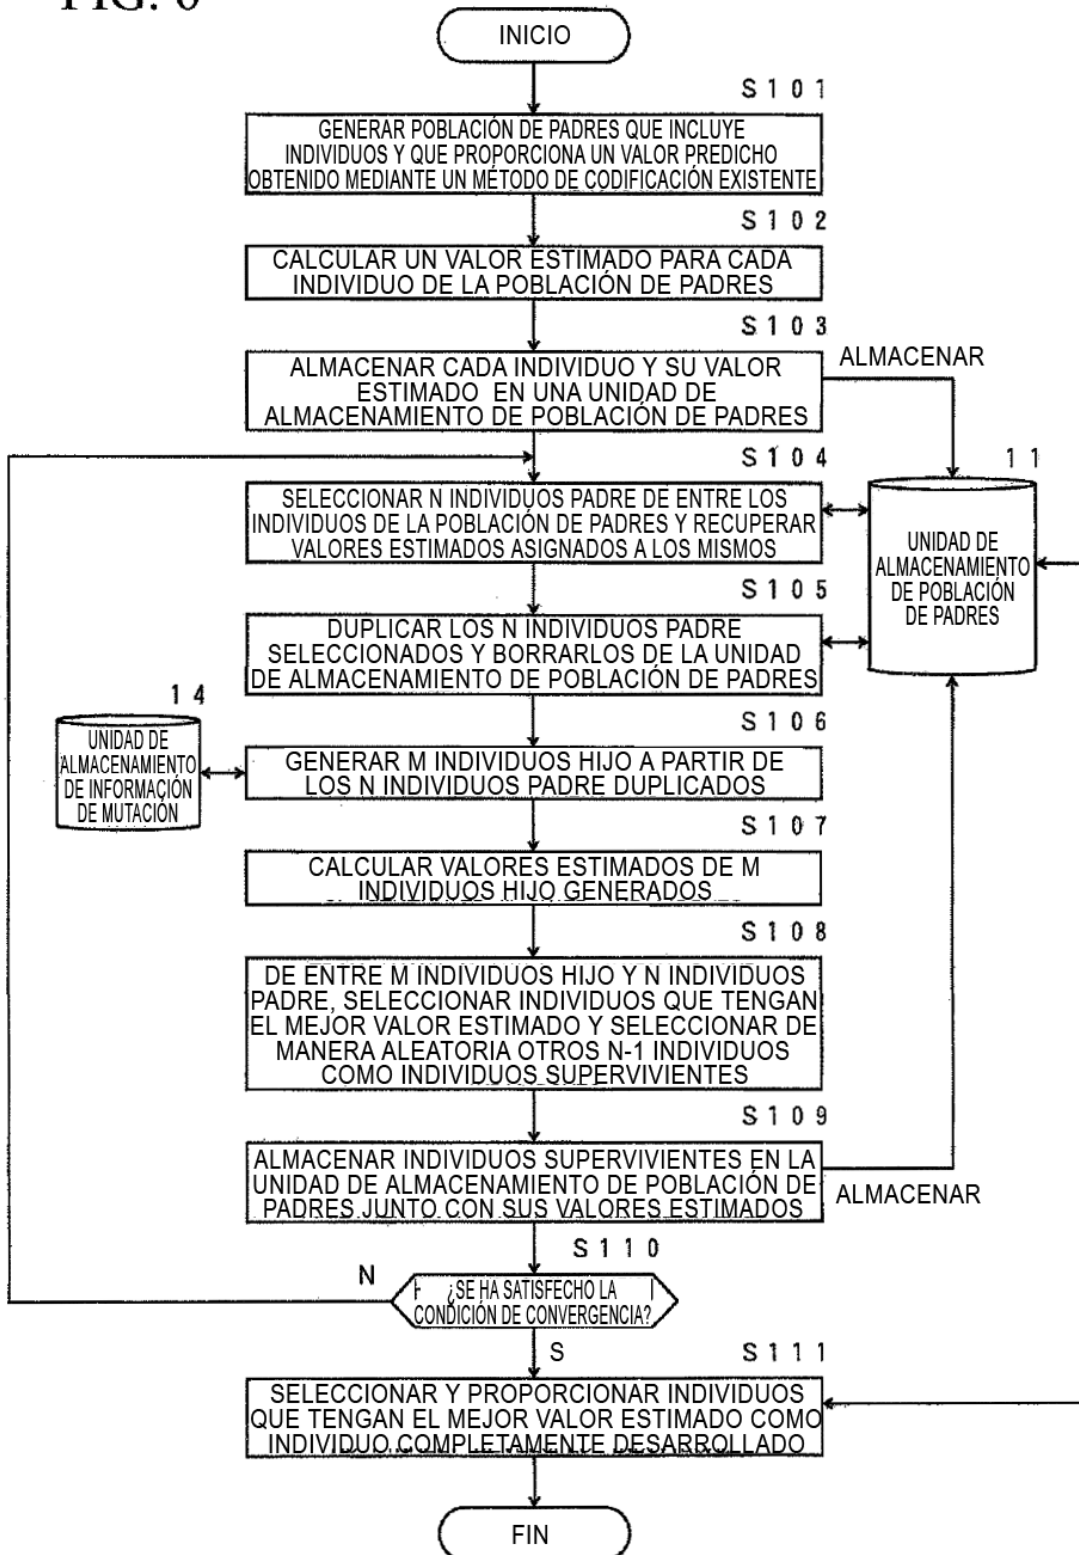 FIG. 6
INICIO
S101
GENERAR POBLACIÓN DE PADRES QUE INCLUYE
INDIVIDUOS Y QUE PROPORCIONA UN VALOR PREDICHO
OBTENIDO MEDIANTE UN MÉTODO DE CODIFICACIÓN EXISTENTE
S102
CALCULAR UN VALOR ESTIMADO PARA CADA
INDIVIDUO DE LA POBLACIÓN DE PADRES
S103
ALMACENAR CADA INDIVIDUO Y SU VALOR
ESTIMADO EN UNA UNIDAD DE
ALMACENAMIENTO DE POBLACIÓN DE PADRES
ALMACENAR
S104
SELECCIONAR N INDIVIDUOS PADRE DE ENTRE LOS
INDIVIDUOS DE LA POBLACIÓN DE PADRES Y RECUPERAR
VALORES ESTIMADOS ASIGNADOS A LOS MISMOS
11
UNIDAD DE
ALMACENAMIENTO
DE POBLACIÓN
DE PADRES
S105
DUPLICAR LOS N INDIVIDUOS PADRE
SELECCIONADOS Y BORRARLOS DE LA UNIDAD
DE ALMACENAMIENTO DE POBLACIÓN DE PADRES
14
UNIDAD DE
ALMACENAMIENTO
DE INFORMACIÓN
DE MUTACIÓN
S106
GENERAR M INDIVIDUOS HIJO A PARTIR DE
LOS N INDIVIDUOS PADRE DUPLICADOS
S107
CALCULAR VALORES ESTIMADOS DE M
INDIVIDUOS HIJO GENERADOS
S108
DE ENTRE M INDIVIDUOS HIJO Y N INDIVIDUOS
PADRE, SELECCIONAR INDIVIDUOS QUE TENGAN
EL MEJOR VALOR ESTIMADO Y SELECCIONAR DE
MANERA ALEATORIA OTROS N-1 INDIVIDUOS
COMO INDIVIDUOS SUPERVIVIENTES
S109
ALMACENAR INDIVIDUOS SUPERVIVIENTES EN LA
UNIDAD DE ALMACENAMIENTO DE POBLACIÓN DE
PADRES JUNTO CON SUS VALORES ESTIMADOS
ALMACENAR
S110
N
¿SE HA SATISFECHO LA
CONDICIÓN DE CONVERGENCIA?
S
S111
SELECCIONAR Y PROPORCIONAR INDIVIDUOS
QUE TENGAN EL MEJOR VALOR ESTIMADO COMO
INDIVIDUO COMPLETAMENTE DESARROLLADO
FIN